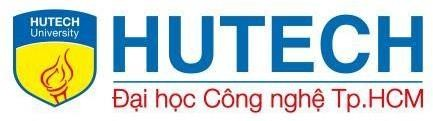 HUTECH
University
HUTECH
Đại học Công nghệ Tp.HCM